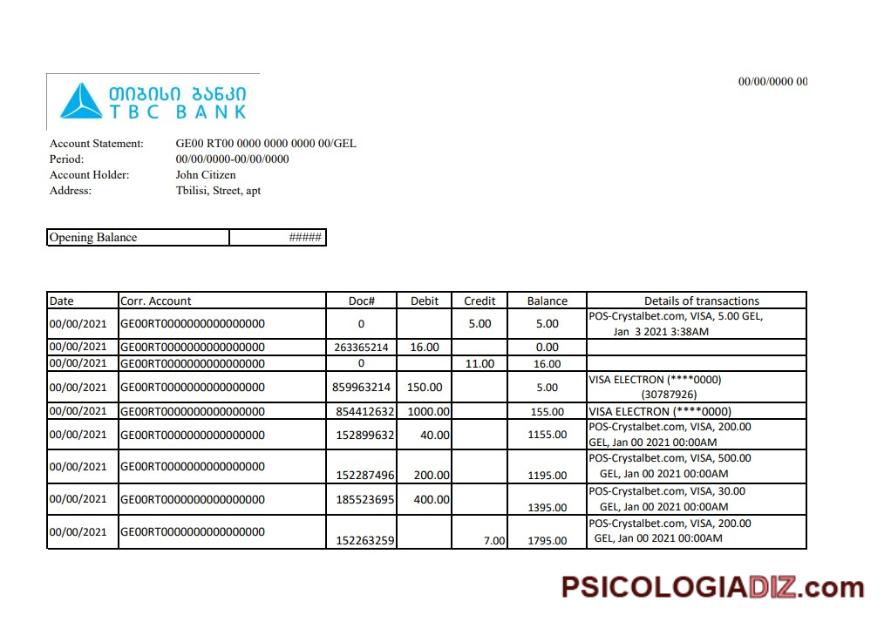 00/00/0000 00
თიბისი ბანკი
TBC BANK
Account Statement: GE00 RT00 0000 0000 0000 00/GEL
Period: 00/00/0000-00/00/0000
Account Holder: John Citizen
Address: Tbilisi, Street, apt
Opening Balance #####
Date Corr. Account Doc# Debit Credit Balance Details of transactions
00/00/2021 GE00RT0000000000000000 0 5.00 5.00 POS-Crystalbet.com, VISA, 5.00 GEL,
Jan 3 2021 3:38AM
00/00/2021 GE00RT0000000000000000 263365214 16.00 0.00
00/00/2021 GE00RT0000000000000000 0 11.00 16.00
00/00/2021 GE00RT0000000000000000 859963214 150.00 5.00 VISA ELECTRON (****0000)
(30787926)
00/00/2021 GE00RT0000000000000000 854412632 1000.00 155.00 VISA ELECTRON (****0000)
00/00/2021 GE00RT0000000000000000 152899632 40.00 1155.00 POS-Crystalbet.com, VISA, 200.00
GEL, Jan 00 2021 00:00AM
00/00/2021 GE00RT0000000000000000 152287496 200.00 1195.00 POS-Crystalbet.com, VISA, 500.00
GEL, Jan 00 2021 00:00AM
00/00/2021 GE00RT0000000000000000 185523695 400.00 1395.00 POS-Crystalbet.com, VISA, 30.00
GEL, Jan 00 2021 00:00AM
00/00/2021 GE00RT0000000000000000 152263259 7.00 1795.00 POS-Crystalbet.com, VISA, 200.00
GEL, Jan 00 2021 00:00AM
PSICOLOGIADIZ.com